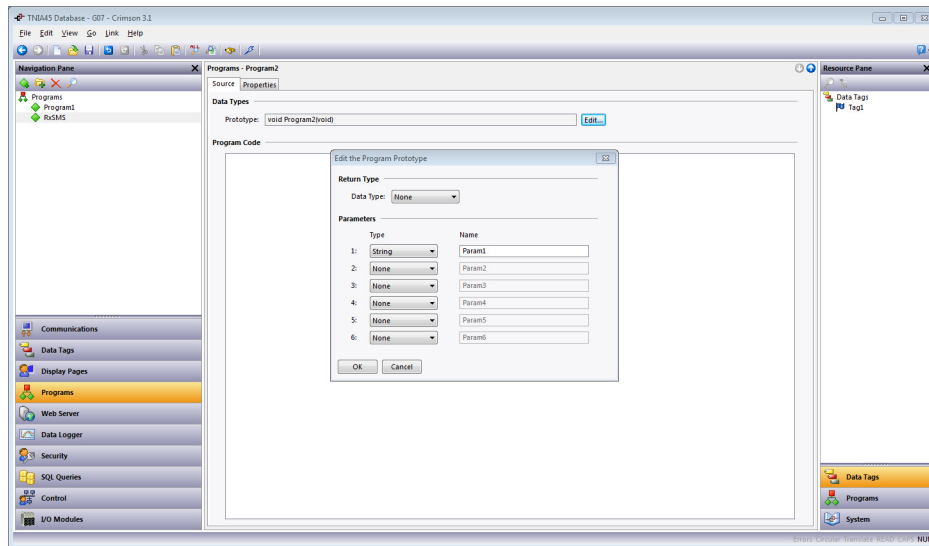 TNIA45 Database - G07 - Crimson 3.1
File Edit View Go Link Help
Navigation Pane
Programs
Program1
RxSMS
Communications
Data Tags
Display Pages
Programs
Web Server
Data Logger
Security
SQL Queries
Control
I/O Modules
Programs - Program2
Source Properties
Data Types
Prototype: void Program2(void) Edit...
Program Code
Edit the Program Prototype
Return Type
Data Type: None
Parameters
Type Name
1: String Param1
2: None Param2
3: None Param3
4: None Param4
5: None Param5
6: None Param6
OK Cancel
Resource Pane
Data Tags
Tag1
Data Tags
Programs
System
Errors Circular Translate READ CAPS NU